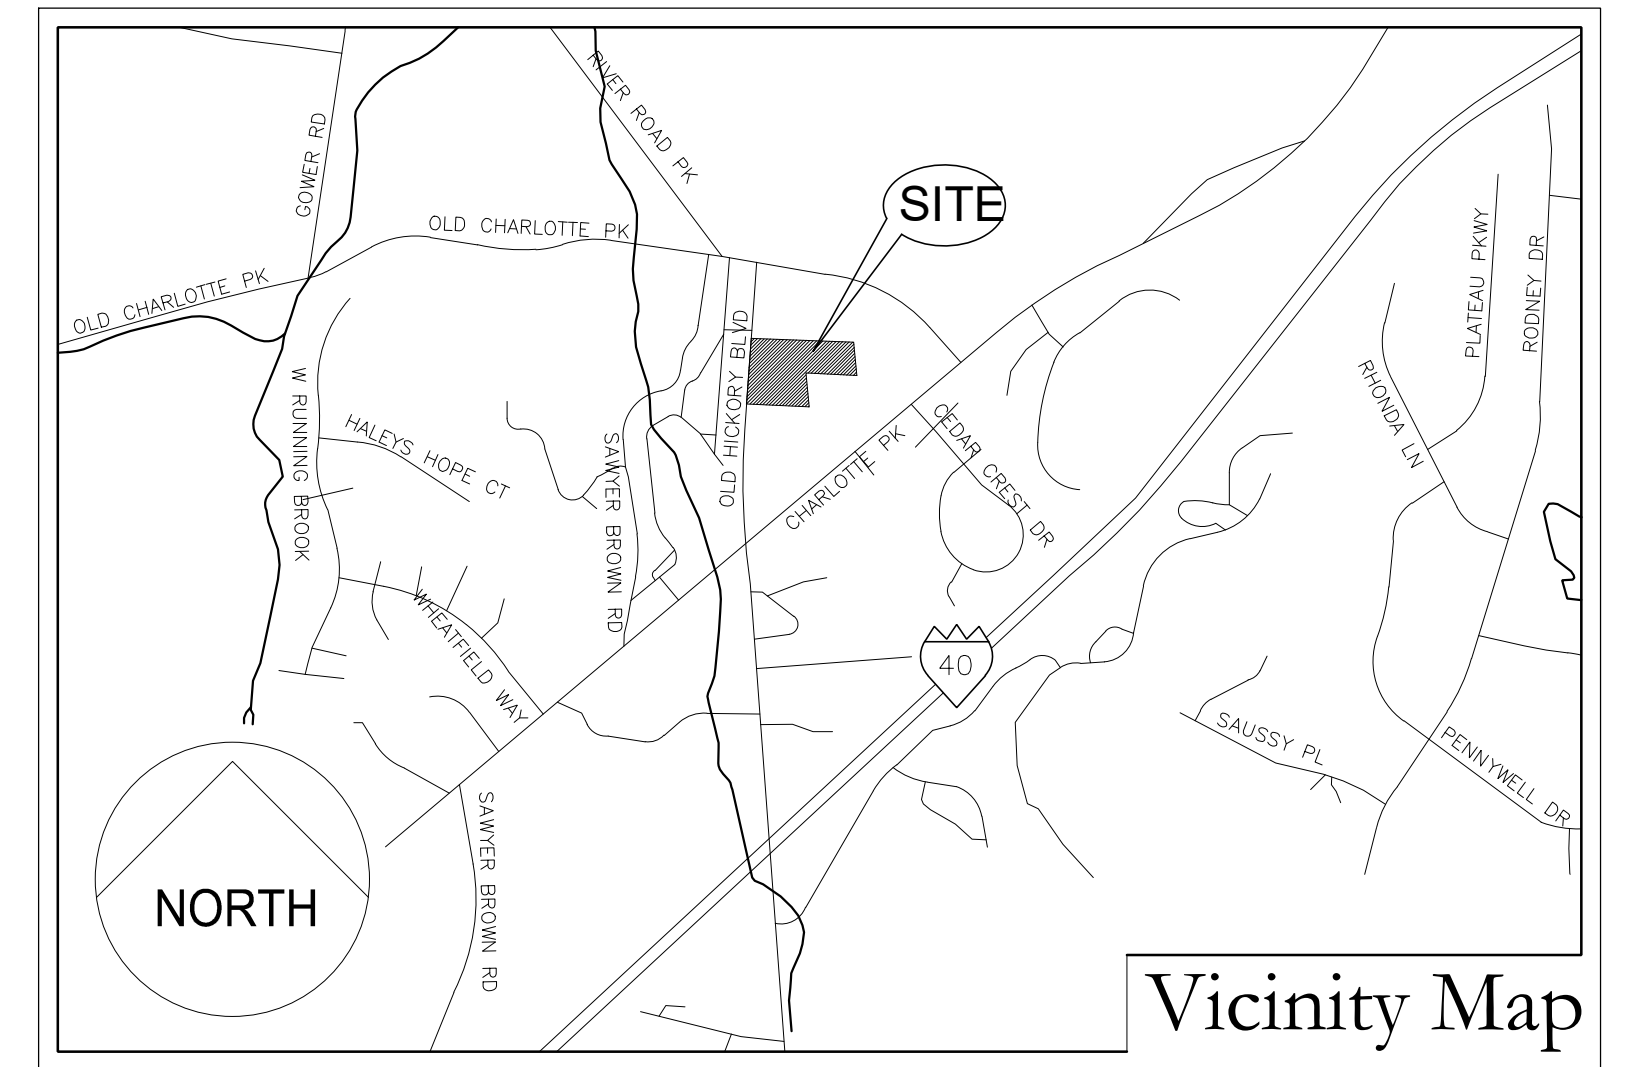 RIVER ROAD PK
GOWER RD
SITE
OLD CHARLOTTE PK
OLD CHARLOTTE PK
PLATEAU PKWY
RODNEY DR
OLD HICKORY BLVD
W RUNNING BROOK
HALEYS HOPE CT
SAWYER BROWN RD
CHARLOTTE PK
CEDAR CREST DR
RHONDA LN
WHEATFIELD WAY
40
SAUSSY PL
PENNYWELL DR
SAWYER BROWN RD
NORTH
Vicinity Map